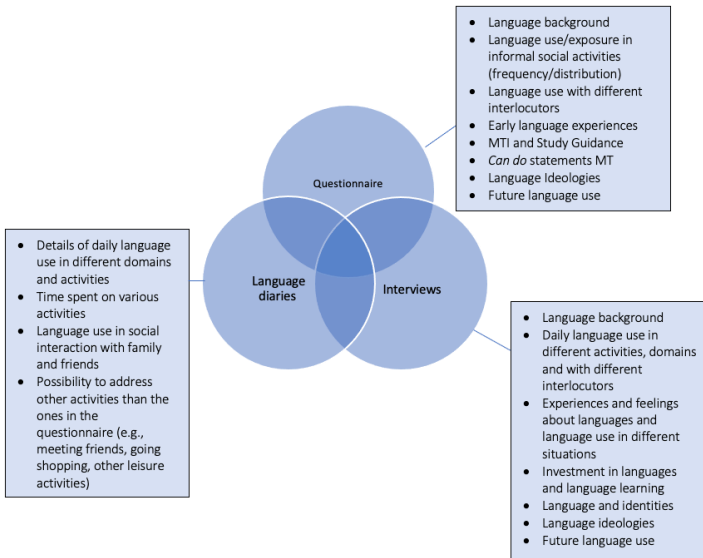 • Language background
• Language use/exposure in
informal social activities
(frequency/distribution)
• Language use with different
interlocutors
• Early language experiences
• MTI and Study Guidance
• Can do statements MT
• Language Ideologies
• Future language use
Questionnaire
Language
diaries
Interviews
• Details of daily language
use in different domains
and activities
• Time spent on various
activities
• Language use in social
interaction with family
and friends
• Possibility to address
other activities than the
ones in the
questionnaire (e.g.,
meeting friends, going
shopping, other leisure
activities)
• Language background
• Daily language use in
different activities, domains
and with different
interlocutors
• Experiences and feelings
about languages and
language use in different
situations
• Investment in languages
and language learning
• Language and identities
• Language ideologies
• Future language use